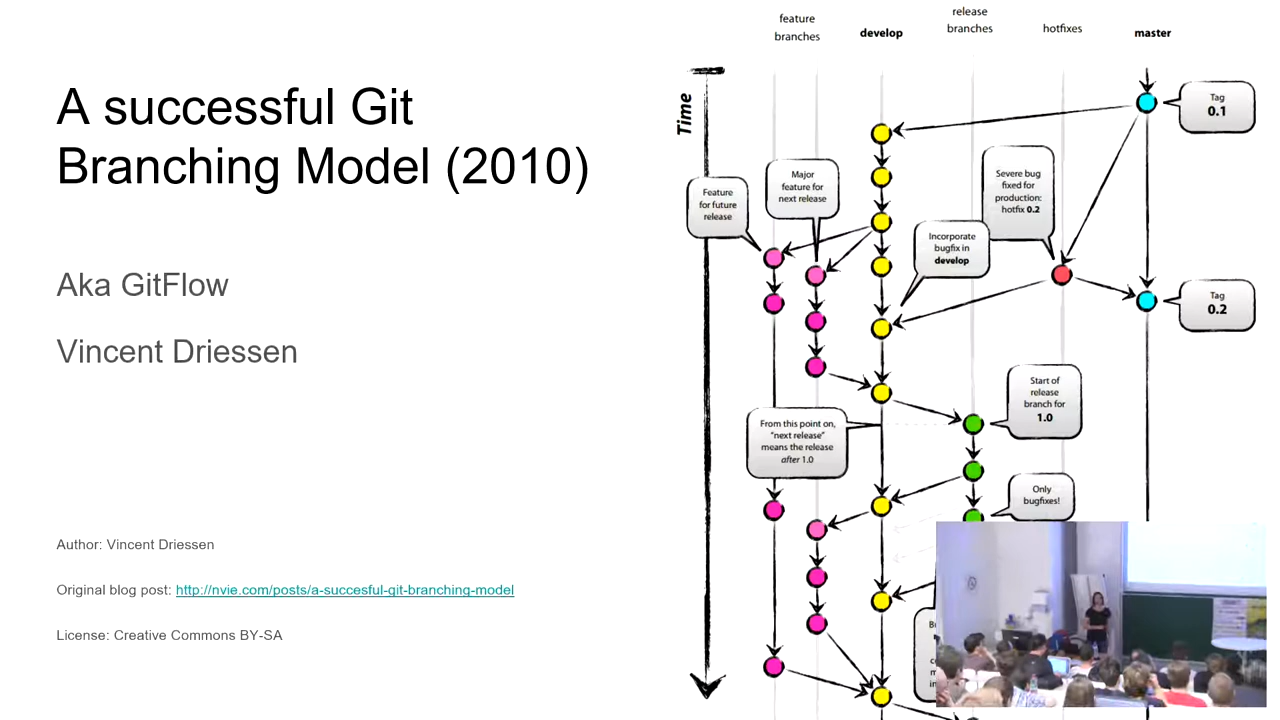 A successful Git
Branching Model (2010)
Aka GitFlow
Vincent Driessen
Author: Vincent Driessen
Original blog post: http://nvie.com/posts/a-succesful-git-branching-model
License: Creative Commons BY-SA
feature
branches
develop
release
branches
hotfixes
master
Time
Tag
0.1
Feature
for future
release
Major
feature for
next release
Severe bug
fixed for
production:
hotfix 0.2
Incorporate
bugfix in
develop
Tag
0.2
Start of
release
branch for
1.0
From this point on,
"next release"
means the release
after 1.0
Only
bugfixes!